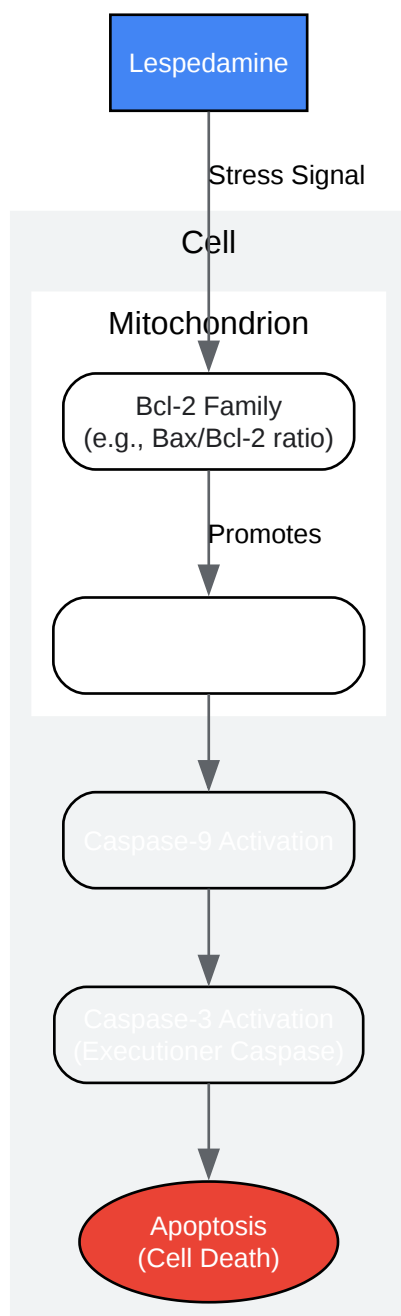 Lespedamine
Stress Signal
Cell
Mitochondrion
Bcl-2 Family
(e.g., Bax/Bcl-2 ratio)
Promotes
Caspase-9 Activation
Caspase-3 Activation
(Executioner Caspase)
Apoptosis
(Cell Death)